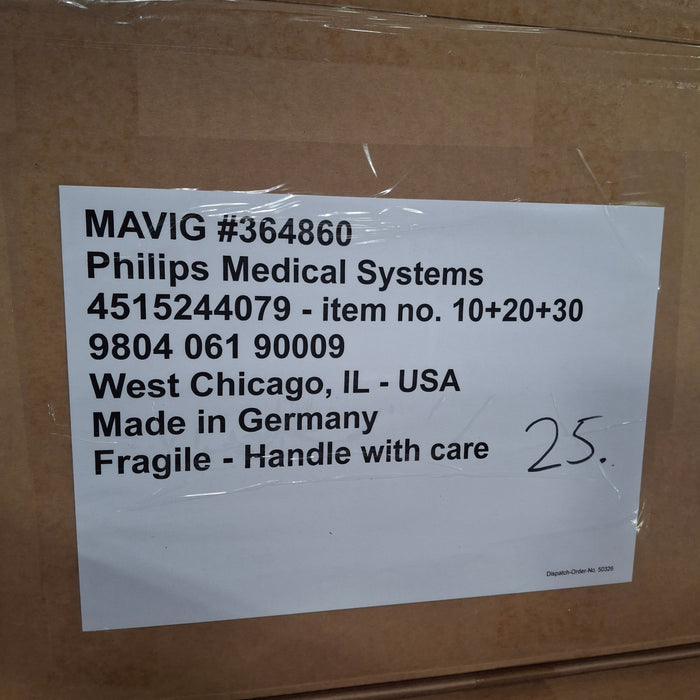 MAVIG #364860
Philips Medical Systems
4515244079 - item no. 10+20+30
9804 061 90009
West Chicago, IL - USA
Made in Germany
Fragile - Handle with care
25.
Dispatch-Order-No. 50326